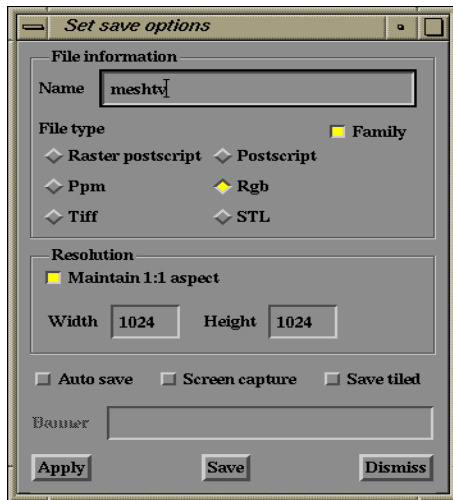 Set save options
File information
Name meshtv
File type Family
Raster postscript Postscript
Ppm Rgb
Tiff STL
Resolution
Maintain 1:1 aspect
Width 1024 Height 1024
Auto save Screen capture Save tiled
Banner
Apply Save Dismiss